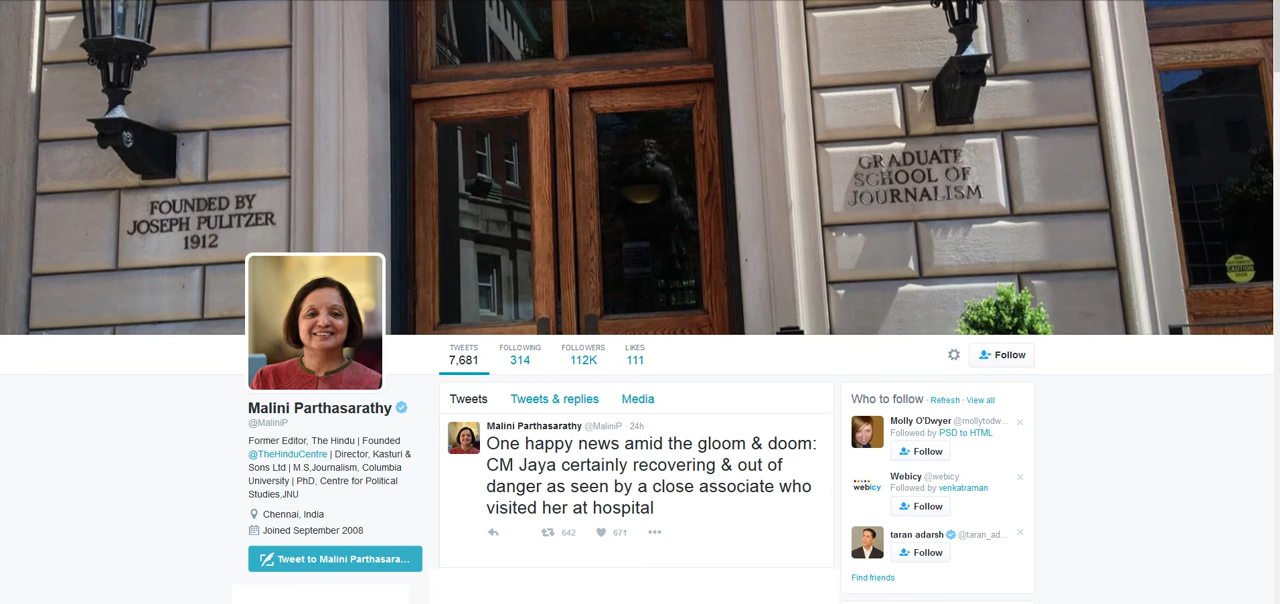 FOUNDED BY
JOSEPH PULITZER
1912
GRADUATE
SCHOOL OF
JOURNALISM
CAUTION
TWEETS
7,681
FOLLOWING
314
FOLLOWERS
112K
LIKES
111
Follow
Malini Parthasarathy
@MaliniP
Former Editor, The Hindu | Founded
@TheHinduCentre | Director, Kasturi &
Sons Ltd | M.S,Journalism, Columbia
University | PhD, Centre for Political
Studies,JNU
Chennai, India
Joined September 2008
Tweet to Malini Parthasara...
Tweets Tweets & replies Media
Malini Parthasarathy @MaliniP · 24h
One happy news amid the gloom & doom:
CM Jaya certainly recovering & out of
danger as seen by a close associate who
visited her at hospital
642 671
Who to follow · Refresh · View all
Molly O'Dwyer @mollytodw...
Followed by PSD to HTML
Follow
webicy
Webicy @webicy
Followed by venkatraman
Follow
taran adarsh @taran_ad...
Follow
Find friends